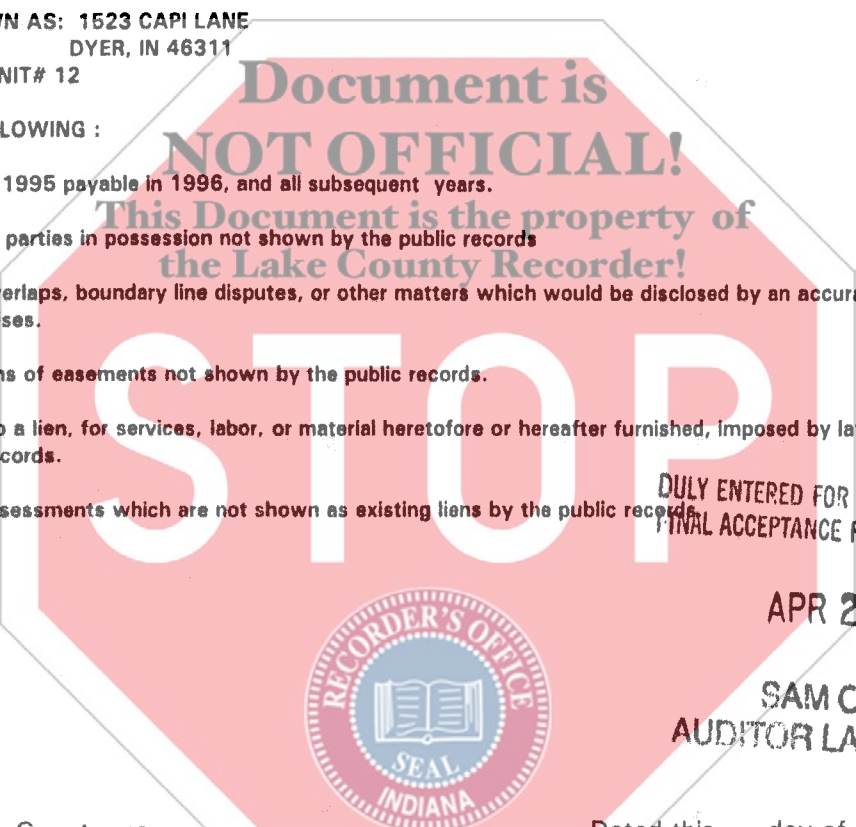 WN AS: 1523 CAPI LANE
DYER, IN 46311
NIT# 12
Document is
LOWING :
NOT OFFICIAL!
1995 payable in 1996, and all subsequent years.
This Document is the property of
parties in possession not shown by the public records
the Lake County Recorder!
verlaps, boundary line disputes, or other matters which would be disclosed by an accura
ses.
STOP
ns of easements not shown by the public records.
o a lien, for services, labor, or material heretofore or hereafter furnished, imposed by la
cords.
DULY ENTERED FOR
sessments which are not shown as existing liens by the public records.
FINAL ACCEPTANCE F
APR 2
RECORDER'S OFFICE
SEAL
INDIANA
SAM O
AUDITOR LA
Dated this day of